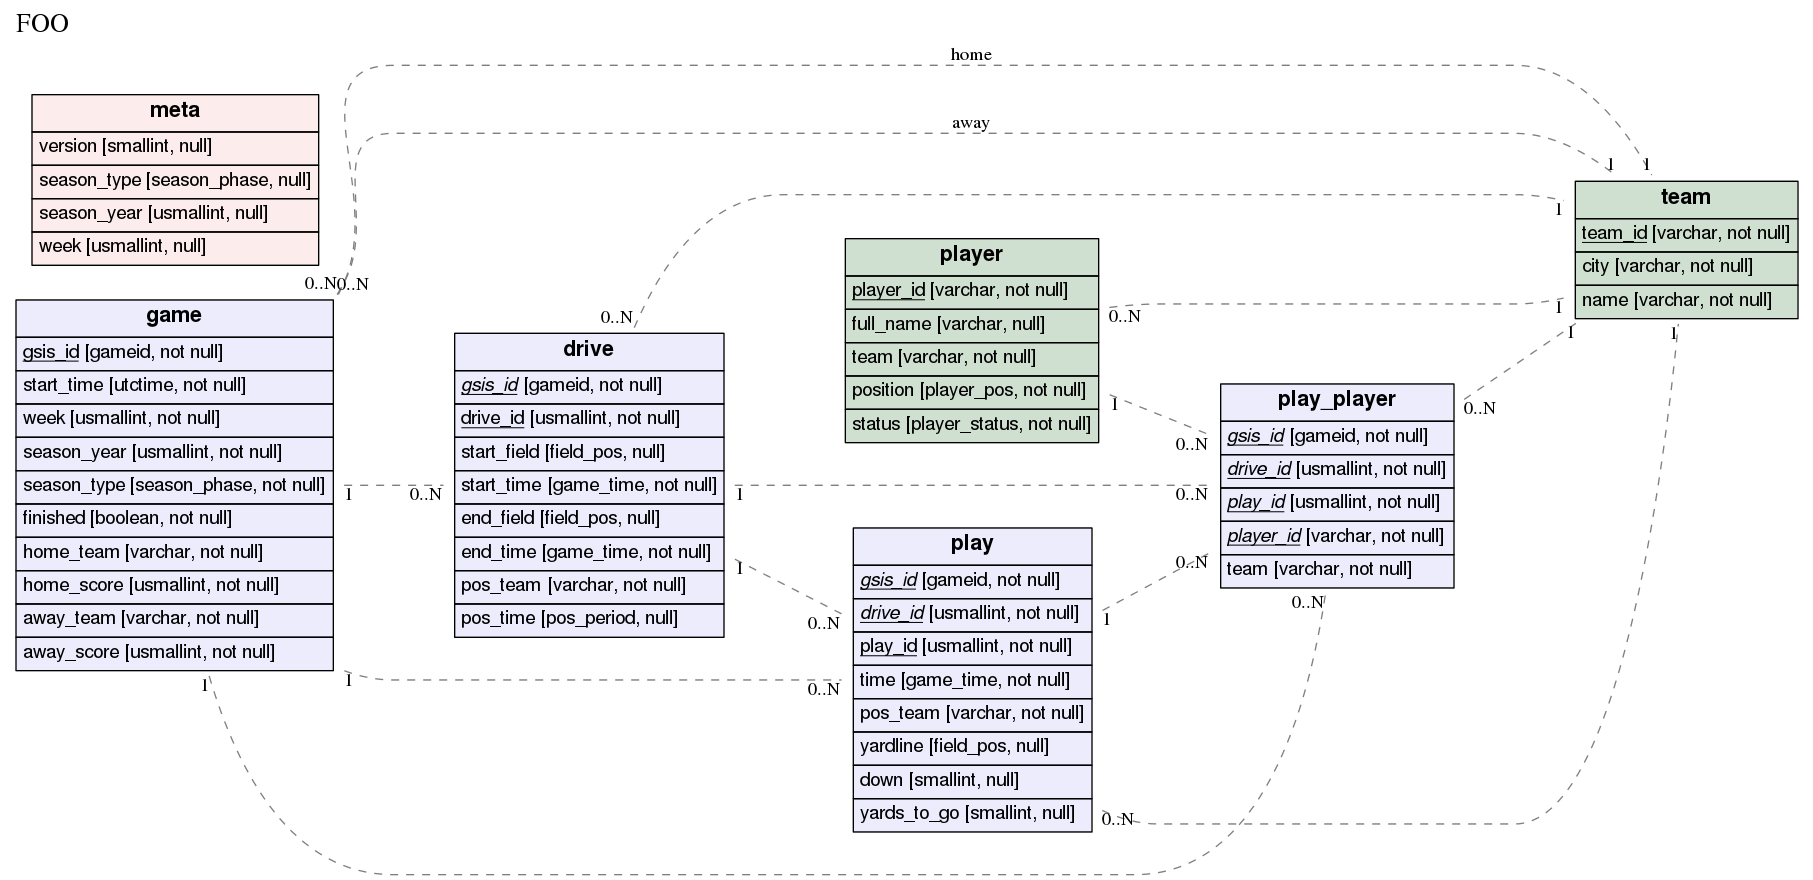 FOO
home
away
meta
version [smallint, null]
season_type [season_phase, null]
season_year [usmallint, null]
week [usmallint, null]
0..N
0..N
1
1
game
gsis_id [gameid, not null]
start_time [utctime, not null]
week [usmallint, not null]
season_year [usmallint, not null]
season_type [season_phase, not null]
finished [boolean, not null]
home_team [varchar, not null]
home_score [usmallint, not null]
away_team [varchar, not null]
away_score [usmallint, not null]
1
0..N
1
0..N
1
0..N
drive
gsis_id [gameid, not null]
drive_id [usmallint, not null]
start_field [field_pos, null]
start_time [game_time, not null]
end_field [field_pos, null]
end_time [game_time, not null]
pos_team [varchar, not null]
pos_time [pos_period, null]
0..N
1
1
0..N
1
0..N
player
player_id [varchar, not null]
full_name [varchar, null]
team [varchar, not null]
position [player_pos, not null]
status [player_status, not null]
0..N
1
1
0..N
play
gsis_id [gameid, not null]
drive_id [usmallint, not null]
play_id [usmallint, not null]
time [game_time, not null]
pos_team [varchar, not null]
yardline [field_pos, null]
down [smallint, null]
yards_to_go [smallint, null]
1
0..N
0..N
1
play_player
gsis_id [gameid, not null]
drive_id [usmallint, not null]
play_id [usmallint, not null]
player_id [varchar, not null]
team [varchar, not null]
0..N
1
team
team_id [varchar, not null]
city [varchar, not null]
name [varchar, not null]